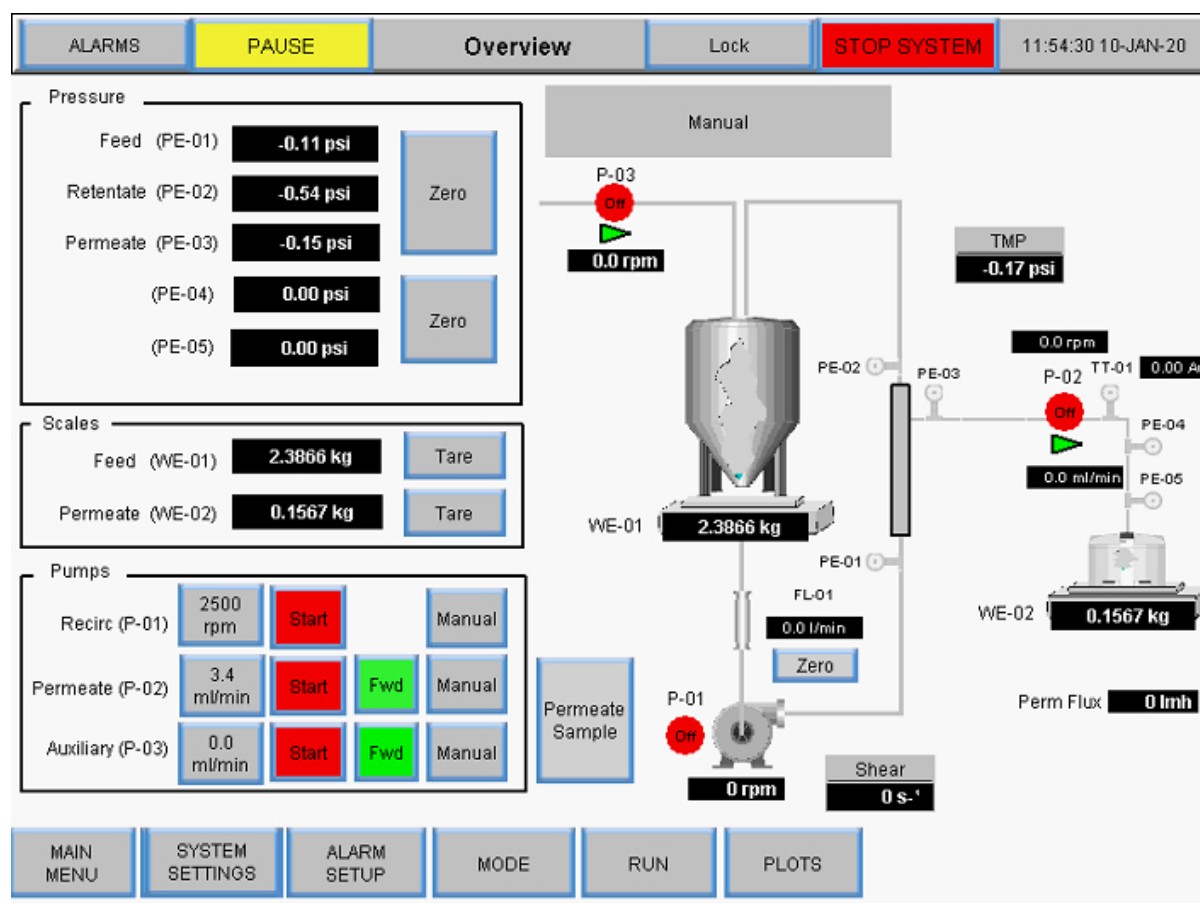 ALARMS PAUSE Overview Lock STOP SYSTEM 11:54:30 10-JAN-20
Pressure
Feed (PE-01) -0.11 psi
Retentate (PE-02) -0.54 psi
Permeate (PE-03) -0.15 psi
Zero
(PE-04) 0.00 psi
(PE-05) 0.00 psi
Zero
Scales
Feed (WE-01) 2.3866 kg Tare
Permeate (WE-02) 0.1567 kg Tare
Pumps
Recirc (P-01) 2500 rpm Start Manual
Permeate (P-02) 3.4 ml/min Start Fwd Manual
Auxiliary (P-03) 0.0 ml/min Start Fwd Manual
Permeate
Sample
Manual
P-03
Off
0.0 rpm
TMP
-0.17 psi
PE-02
PE-03
0.0 rpm
P-02
Off
0.0 ml/min
TT-01 0.00
PE-04
PE-05
WE-01 2.3866 kg
PE-01
FL-01
0.0 l/min
Zero
WE-02 0.1567 kg
P-01
Off
0 rpm
Perm Flux 0 lmh
Shear
0 s-¹
MAIN MENU
SYSTEM SETTINGS
ALARM SETUP
MODE
RUN
PLOTS